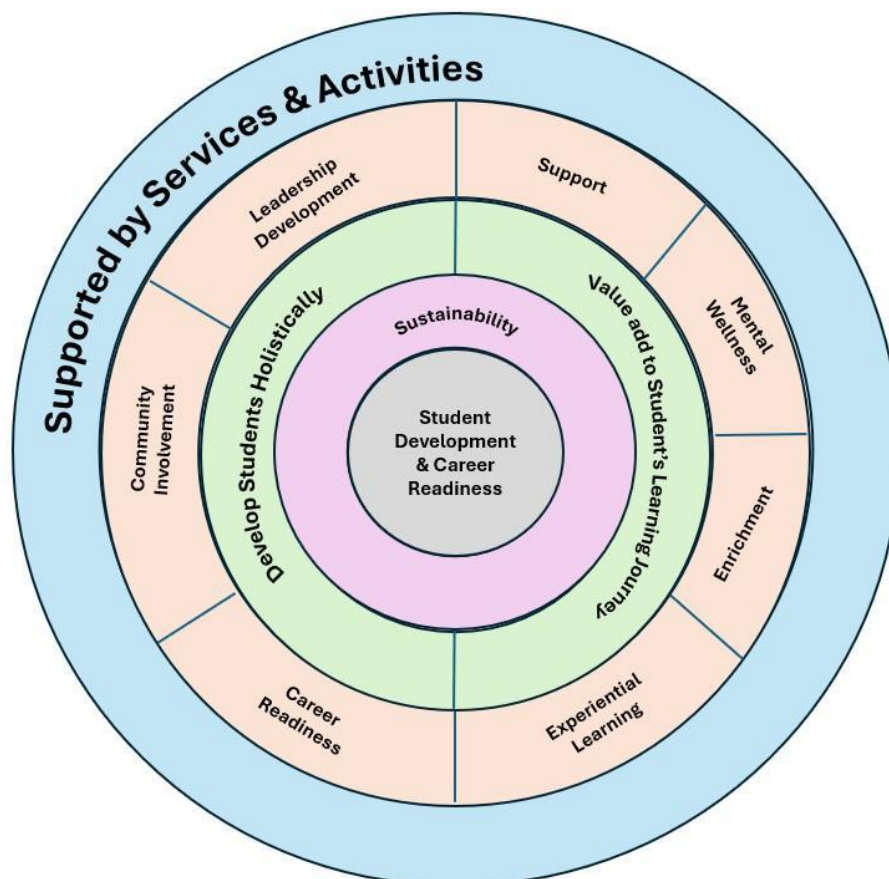 Supported by Services & Activities
Leadership
Development
Support
Mental
Wellness
Enrichment
Experiential
Learning
Career
Readiness
Community
Involvement
Develop Students Holistically
Value add to Student's Learning Journey
Sustainability
Student
Development
& Career
Readiness